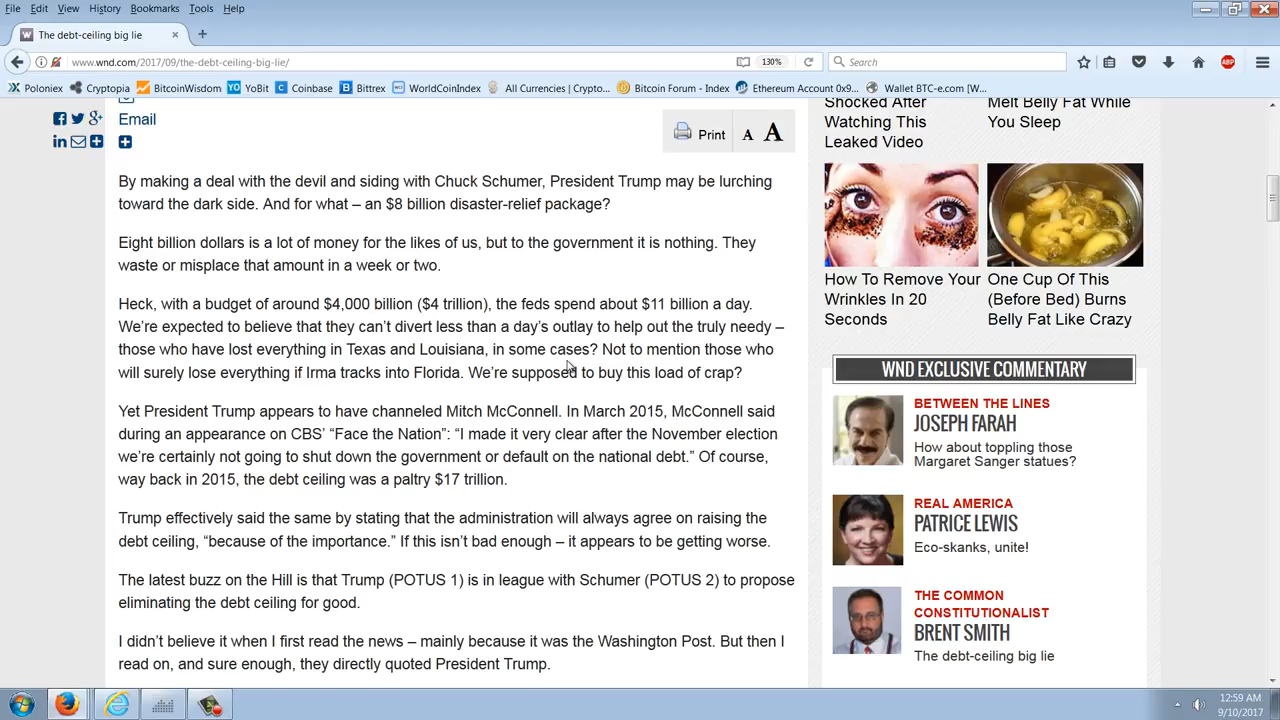 File Edit View History Bookmarks Tools Help
The debt-ceiling big lie
www.wnd.com/2017/09/the-debt-ceiling-big-lie/
130%
Search
ABP
Poloniex Cryptopia BitcoinWisdom YoBit Coinbase Bittrex WorldCoinIndex All Currencies (Crypto... Bitcoin Forum - Index Ethereum Account 0x9... Wallet BTC-e.com [W...
Email
Print A A
By making a deal with the devil and siding with Chuck Schumer, President Trump may be lurching
toward the dark side. And for what – an $8 billion disaster-relief package?
Eight billion dollars is a lot of money for the likes of us, but to the government it is nothing. They
waste or misplace that amount in a week or two.
Heck, with a budget of around $4,000 billion ($4 trillion), the feds spend about $11 billion a day.
We’re expected to believe that they can’t divert less than a day’s outlay to help out the truly needy –
those who have lost everything in Texas and Louisiana, in some cases? Not to mention those who
will surely lose everything if Irma tracks into Florida. We’re supposed to buy this load of crap?
Yet President Trump appears to have channeled Mitch McConnell. In March 2015, McConnell said
during an appearance on CBS’ “Face the Nation”: “I made it very clear after the November election
we’re certainly not going to shut down the government or default on the national debt.” Of course,
way back in 2015, the debt ceiling was a paltry $17 trillion.
Trump effectively said the same by stating that the administration will always agree on raising the
debt ceiling, “because of the importance.” If this isn’t bad enough – it appears to be getting worse.
The latest buzz on the Hill is that Trump (POTUS 1) is in league with Schumer (POTUS 2) to propose
eliminating the debt ceiling for good.
I didn’t believe it when I first read the news – mainly because it was the Washington Post. But then I
read on, and sure enough, they directly quoted President Trump.
Shocked After
Watching This
Leaked Video
Melt Belly Fat While
You Sleep
How To Remove Your
Wrinkles In 20
Seconds
One Cup Of This
(Before Bed) Burns
Belly Fat Like Crazy
WND EXCLUSIVE COMMENTARY
BETWEEN THE LINES
JOSEPH FARAH
How about toppling those
Margaret Sanger statues?
REAL AMERICA
PATRICE LEWIS
Eco-skanks, unite!
THE COMMON
CONSTITUTIONALIST
BRENT SMITH
The debt-ceiling big lie
12:59 AM
9/10/2017